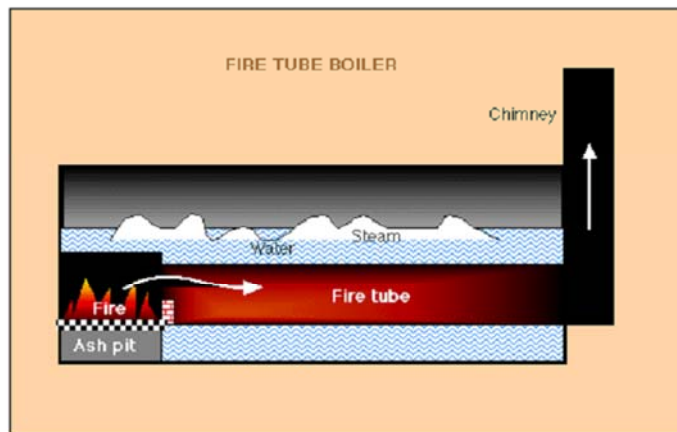 FIRE TUBE BOILER
Chimney
Steam
Water
Fire tube
Fire
Ash pit